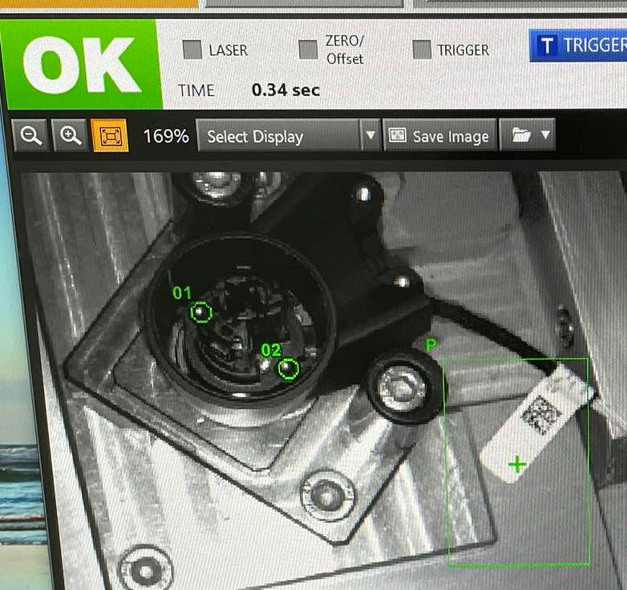 OK
LASER
ZERO/
Offset
TRIGGER
T TRIGGER
TIME 0.34 sec
169% Select Display Save Image
01
02
P